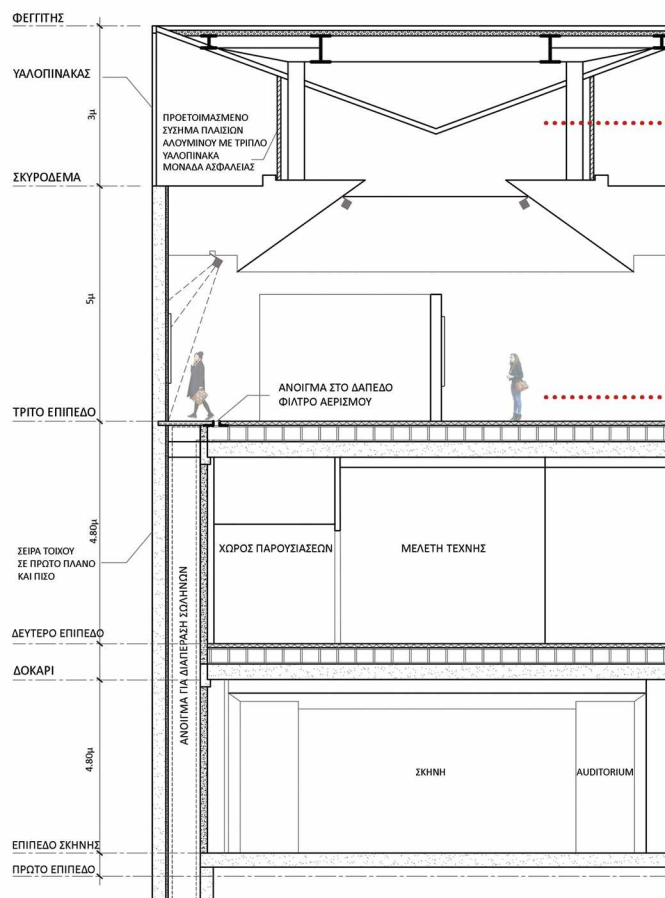 ΦΕΓΓΙΤΗΣ
ΥΑΛΟΠΙΝΑΚΑΣ
3μ
ΠΡΟΕΤΟΙΜΑΣΜΕΝΟ
ΣΥΣΗΜΑ ΠΛΑΙΣΙΩΝ
ΑΛΟΥΜΙΝΟΥ ΜΕ ΤΡΙΠΛΟ
ΥΑΛΟΠΙΝΑΚΑ
ΜΟΝΑΔΑ ΑΣΦΑΛΕΙΑΣ
ΣΚΥΡΟΔΕΜΑ
5μ
ΑΝΟΙΓΜΑ ΣΤΟ ΔΑΠΕΔΟ
ΦΙΛΤΡΟ ΑΕΡΙΣΜΟΥ
ΤΡΙΤΟ ΕΠΙΠΕΔΟ
4.80μ
ΣΕΙΡΑ ΤΟΙΧΟΥ
ΣΕ ΠΡΩΤΟ ΠΛΑΝΟ
ΚΑΙ ΠΙΣΟ
ΧΩΡΟΣ ΠΑΡΟΥΣΙΑΣΕΩΝ
ΜΕΛΕΤΗ ΤΕΧΝΗΣ
ΑΝΟΙΓΜΑ ΓΙΑ ΔΙΑΠΕΡΑΣΗ ΣΩΛΗΝΩΝ
ΔΕΥΤΕΡΟ ΕΠΙΠΕΔΟ
ΔΟΚΑΡΙ
4.80μ
ΣΚΗΝΗ
AUDITORIUM
ΕΠΙΠΕΔΟ ΣΚΗΝΗΣ
ΠΡΩΤΟ ΕΠΙΠΕΔΟ